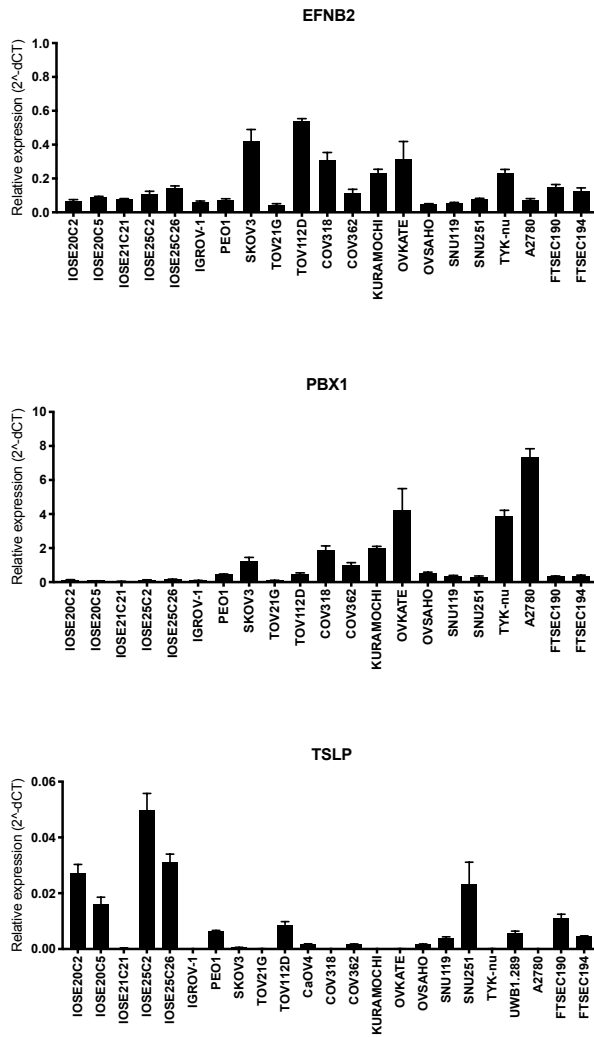 EFNB2
Relative expression (2^-dCT)
1.0
0.8
0.6
0.4
0.2
0.0
IOSE20C2
IOSE20C5
IOSE21C21
IOSE25C2
IOSE25C26
IGROV-1
PEO1
SKOV3
TOV21G
TOV112D
COV318
COV362
KURAMOCHI
OVKATE
OVSAHO
SNU119
SNU251
TYK-nu
A2780
FTSEC190
FTSEC194
PBX1
Relative expression (2^-dCT)
10
8
6
4
2
0
IOSE20C2
IOSE20C5
IOSE21C21
IOSE25C2
IOSE25C26
IGROV-1
PEO1
SKOV3
TOV21G
TOV112D
COV318
COV362
KURAMOCHI
OVKATE
OVSAHO
SNU119
SNU251
TYK-nu
A2780
FTSEC190
FTSEC194
TSLP
Relative expression (2^-dCT)
0.06
0.04
0.02
0.00
IOSE20C2
IOSE20C5
IOSE21C21
IOSE25C2
IOSE25C26
IGROV-1
PEO1
SKOV3
TOV21G
TOV112D
CaOV4
COV318
COV362
KURAMOCHI
OVKATE
OVSAHO
SNU119
SNU251
TYK-nu
UWB1.289
A2780
FTSEC190
FTSEC194